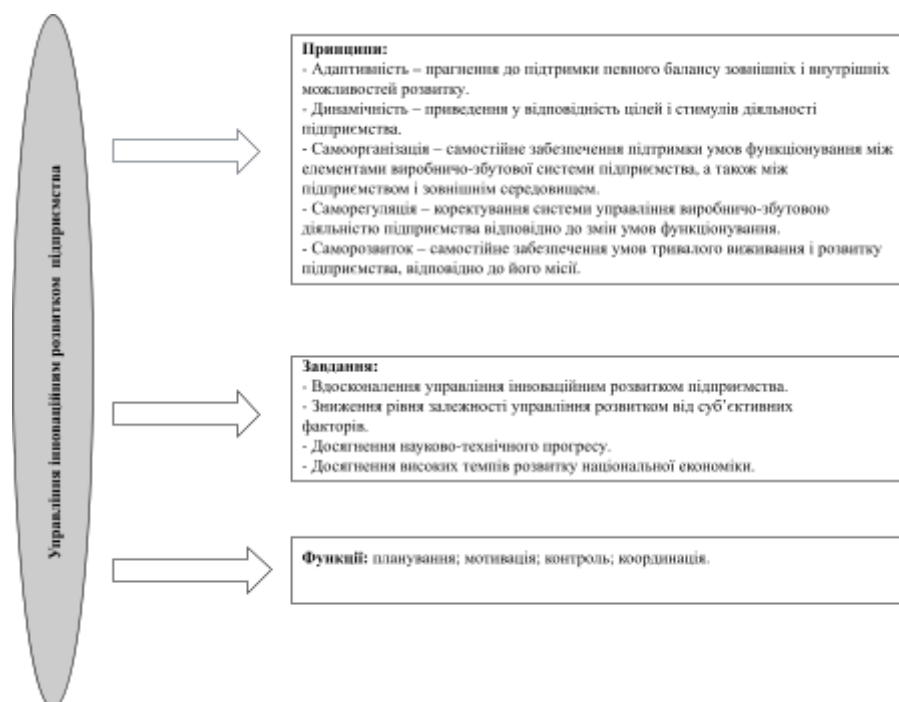 Управління інноваційним розвитком підприємства
Принципи:
- Адаптивність – прагнення до підтримки певного балансу зовнішніх і внутрішніх
можливостей розвитку.
- Динамічність – приведення у відповідність цілей і стимулів діяльності
підприємства.
- Самоорганізація – самостійне забезпечення підтримки умов функціонування між
елементами виробничо-збутової системи підприємства, а також між
підприємством і зовнішнім середовищем.
- Саморегуляція – коректування системи управління виробничо-збутовою
діяльністю підприємства відповідно до змін умов функціонування.
- Саморозвиток – самостійне забезпечення умов тривалого виживання і розвитку
підприємства, відповідно до його місії.
Завдання:
- Вдосконалення управління інноваційним розвитком підприємства.
- Зниження рівня залежності управління розвитком від суб’єктивних
факторів.
- Досягнення науково-технічного прогресу.
- Досягнення високих темпів розвитку національної економіки.
Функції: планування; мотивація; контроль; координація.